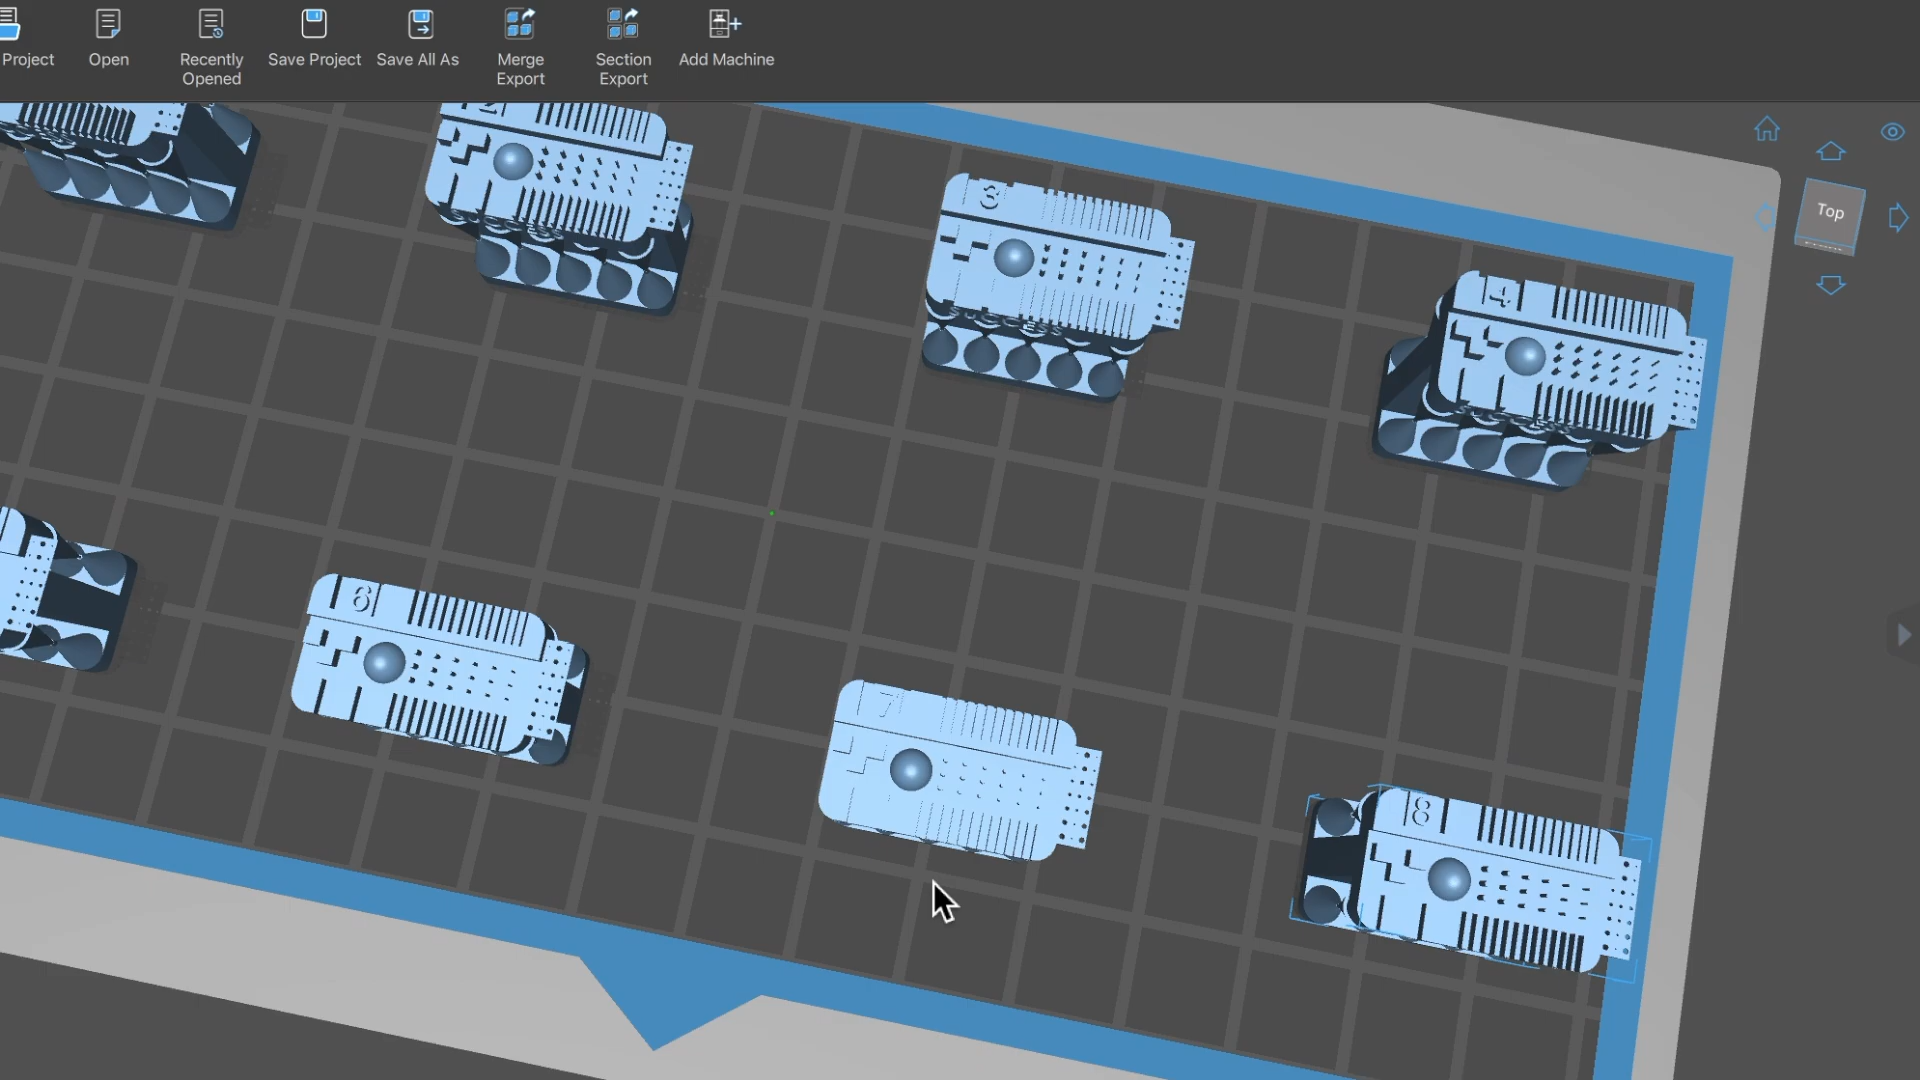 Project
Open
Recently
Opened
Save Project
Save All As
Merge
Export
Section
Export
Add Machine
Top
2
3
4
6
7
8